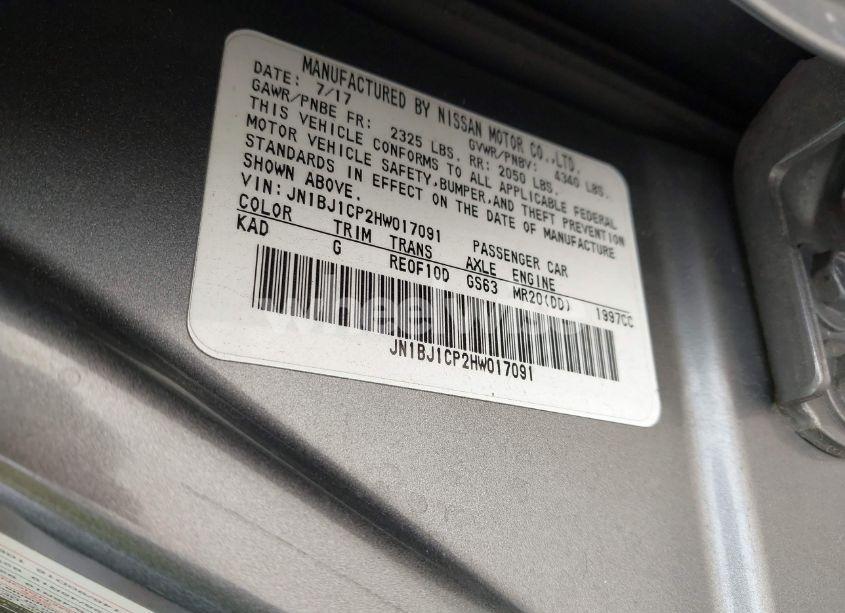 MANUFACTURED BY NISSAN MOTOR CO.,LTD.
DATE: 7/17 GVWR/PNBV: 4340 LBS.
GAWR/PNBE FR: 2325 LBS. RR: 2050 LBS.
THIS VEHICLE CONFORMS TO ALL APPLICABLE FEDERAL
MOTOR VEHICLE SAFETY,BUMPER,AND THEFT PREVENTION
STANDARDS IN EFFECT ON THE DATE OF MANUFACTURE
SHOWN ABOVE.
VIN: JN1BJ1CP2HW017091 PASSENGER CAR
COLOR TRIM TRANS AXLE ENGINE
KAD G RE0F10D GS63 MR20(DD) 1997CC
JN1BJ1CP2HW017091